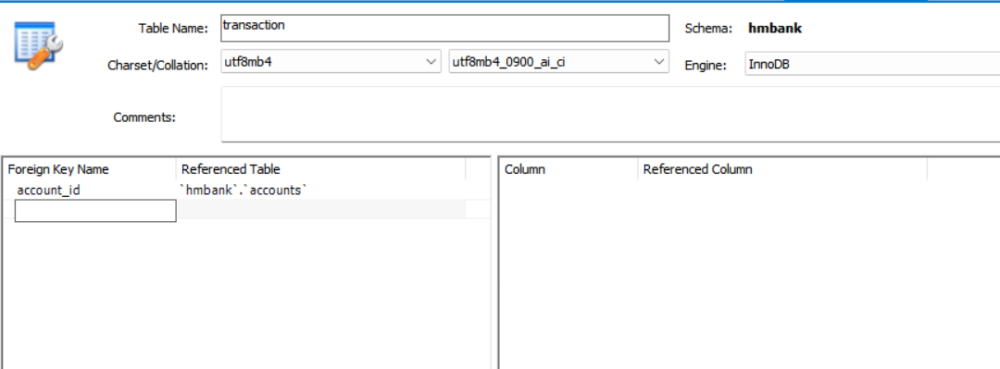 Table Name: transaction Schema: hmbank
Charset/Collation: utf8mb4 utf8mb4_0900_ai_ci Engine: InnoDB
Comments:
Foreign Key Name Referenced Table Column Referenced Column
account_id `hmbank`.`accounts`